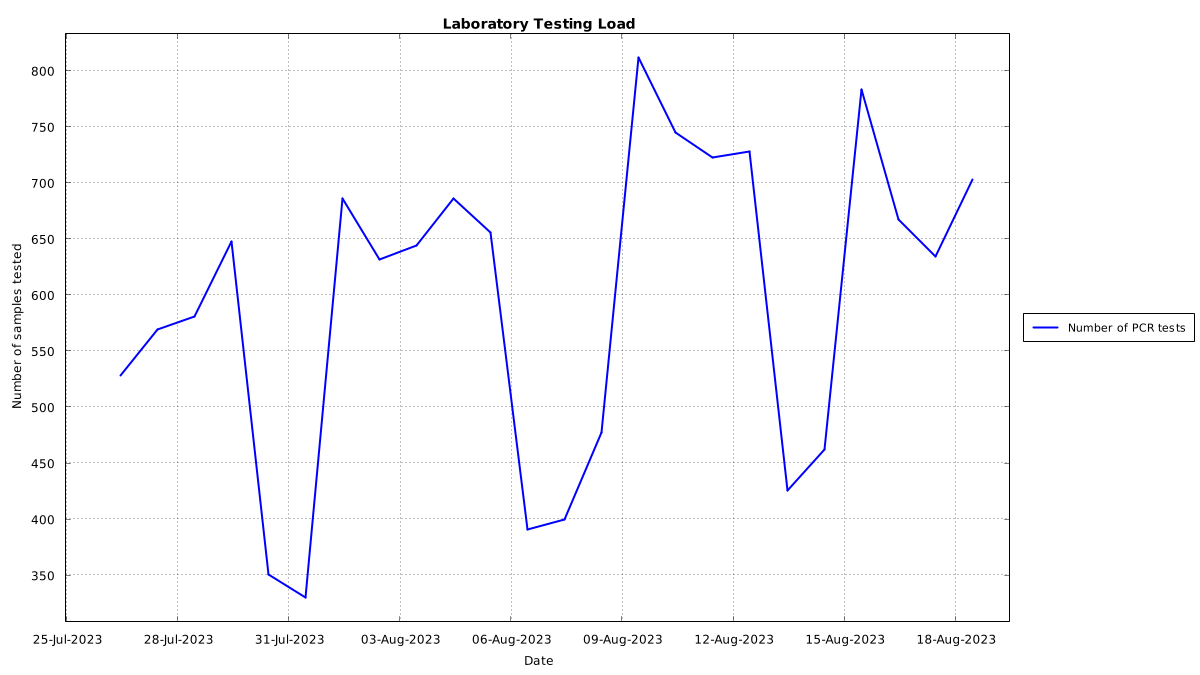 Laboratory Testing Load
800
750
700
650
600
550
500
450
400
350
Number of samples tested
25-Jul-2023 28-Jul-2023 31-Jul-2023 03-Aug-2023 06-Aug-2023 09-Aug-2023 12-Aug-2023 15-Aug-2023 18-Aug-2023
Date
Number of PCR tests